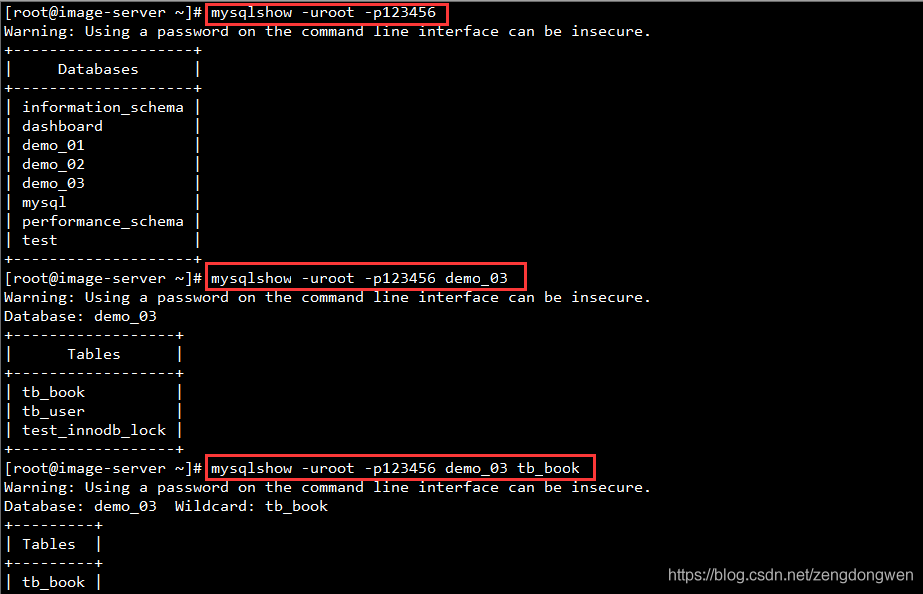 [root@image-server ~]# mysqlshow -uroot -p123456
Warning: Using a password on the command line interface can be insecure.
+--------------------+
|     Databases      |
+--------------------+
| information_schema |
| dashboard          |
| demo_01            |
| demo_02            |
| demo_03            |
| mysql              |
| performance_schema |
| test               |
+--------------------+
[root@image-server ~]# mysqlshow -uroot -p123456 demo_03
Warning: Using a password on the command line interface can be insecure.
Database: demo_03
+------------------+
|      Tables      |
+------------------+
| tb_book          |
| tb_user          |
| test_innodb_lock |
+------------------+
[root@image-server ~]# mysqlshow -uroot -p123456 demo_03 tb_book
Warning: Using a password on the command line interface can be insecure.
Database: demo_03  Wildcard: tb_book
+---------+
| Tables  |
+---------+
| tb_book |
https://blog.csdn.net/zengdongwen